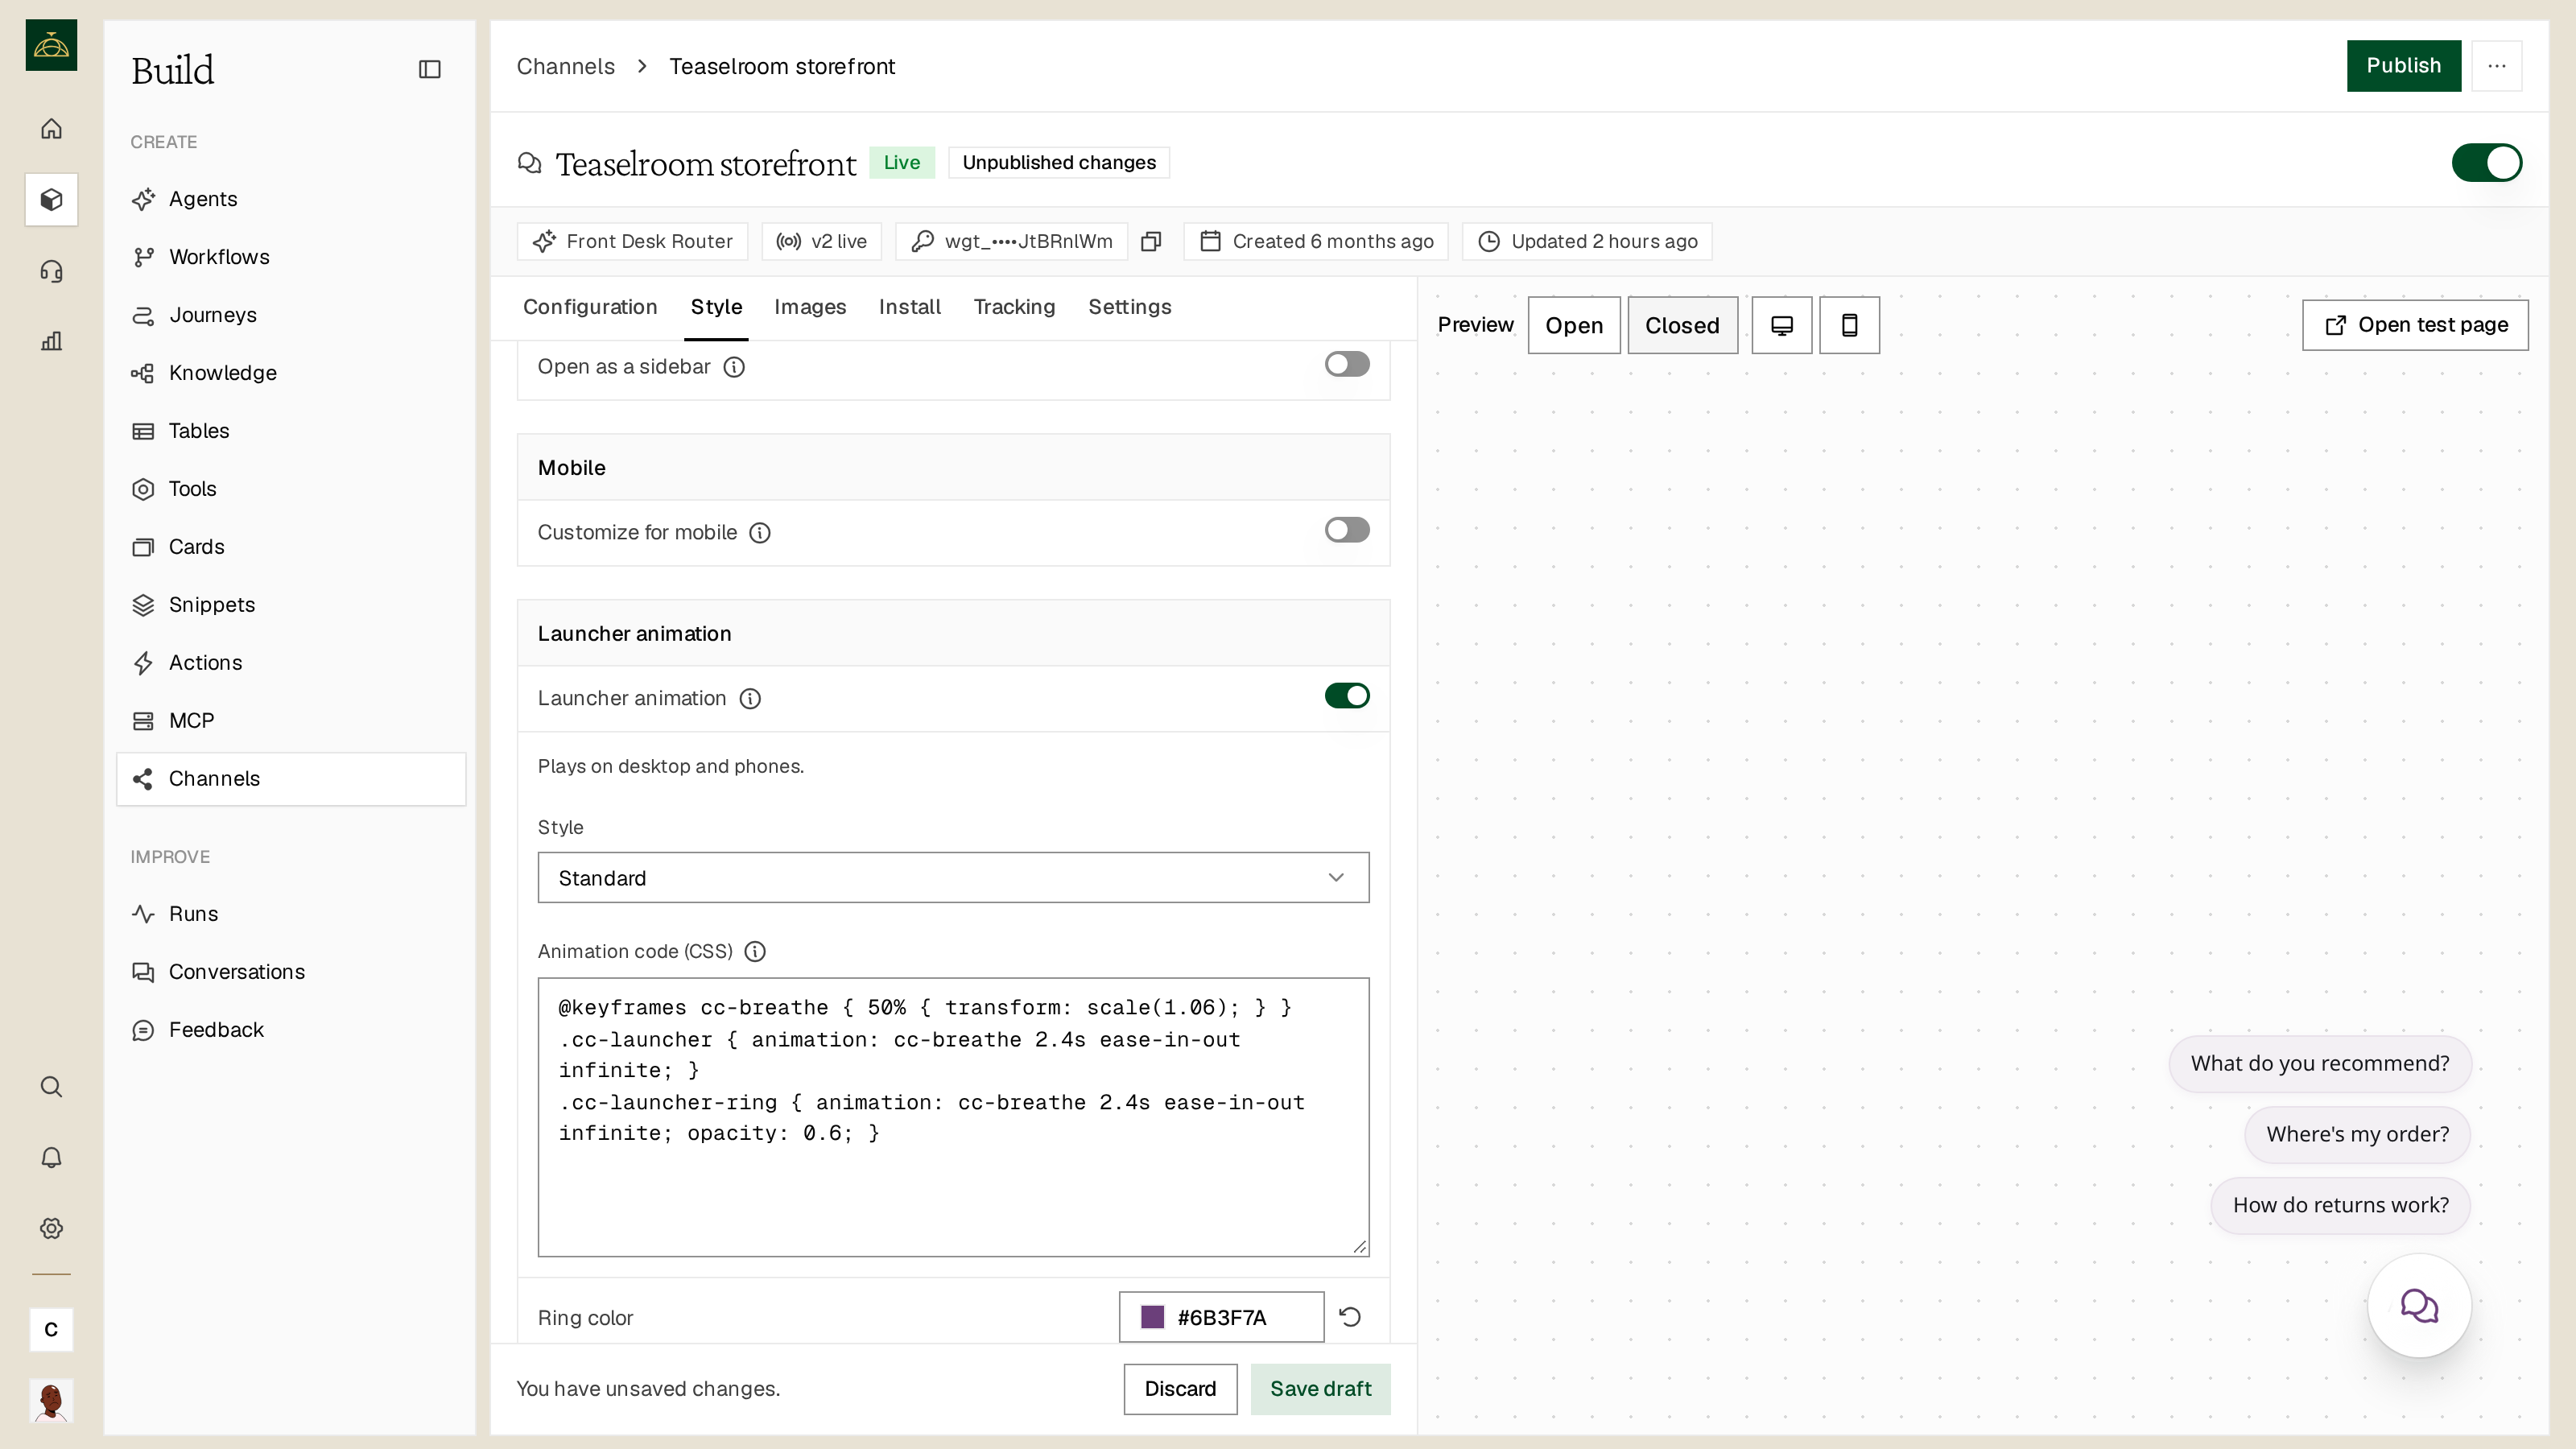 Build
CREATE
Agents
Workflows
Journeys
Knowledge
Tables
Tools
Cards
Snippets
Actions
MCP
Channels
IMPROVE
Runs
Conversations
Feedback
C
Channels > Teaselroom storefront
Publish
Teaselroom storefront
Live
Unpublished changes
Front Desk Router
v2 live
wgt_••••JtBRnlWm
Created 6 months ago
Updated 2 hours ago
Configuration
Style
Images
Install
Tracking
Settings
Open as a sidebar
Mobile
Customize for mobile
Launcher animation
Launcher animation
Plays on desktop and phones.
Style
Standard
Animation code (CSS)
@keyframes cc-breathe { 50% { transform: scale(1.06); } }
.cc-launcher { animation: cc-breathe 2.4s ease-in-out
infinite; }
.cc-launcher-ring { animation: cc-breathe 2.4s ease-in-out
infinite; opacity: 0.6; }
Ring color
#6B3F7A
You have unsaved changes.
Discard
Save draft
Preview
Open
Closed
Open test page
What do you recommend?
Where's my order?
How do returns work?